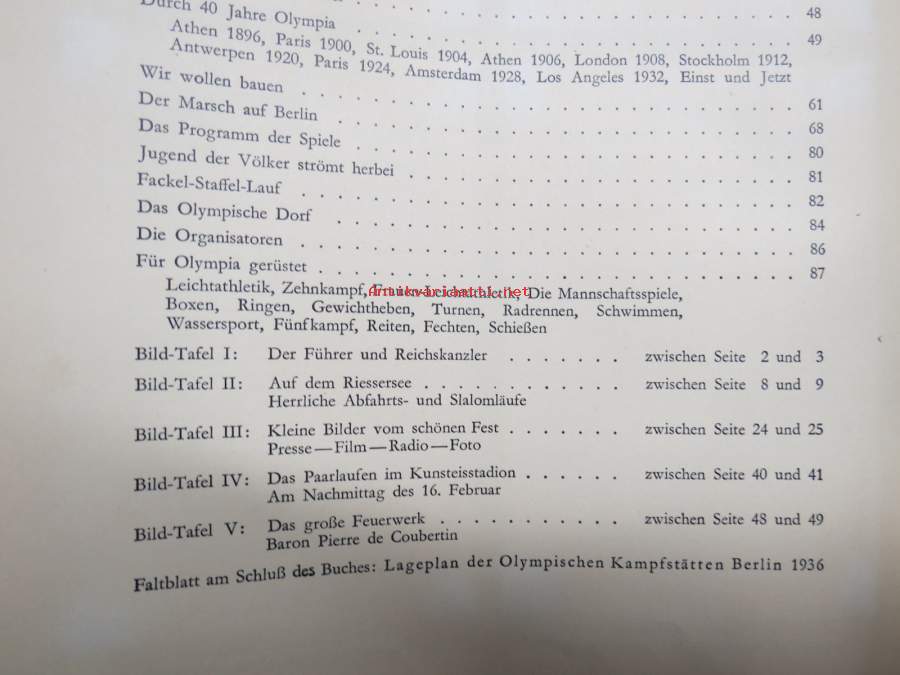 48
Durch 40 Jahre Olympia . . . . . . . . . . . . . . . . . 49
Athen 1896, Paris 1900, St. Louis 1904, Athen 1906, London 1908, Stockholm 1912,
Antwerpen 1920, Paris 1924, Amsterdam 1928, Los Angeles 1932, Einst und Jetzt
Wir wollen bauen . . . . . . . . . . . . . . . . . 61
Der Marsch auf Berlin . . . . . . . . . . . . . . . . . 68
Das Programm der Spiele . . . . . . . . . . . . . . . . . 80
Jugend der Völker strömt herbei . . . . . . . . . . . . . . . . . 81
Fackel-Staffel-Lauf . . . . . . . . . . . . . . . . . 82
Das Olympische Dorf . . . . . . . . . . . . . . . . . 84
Die Organisatoren . . . . . . . . . . . . . . . . . 86
Für Olympia gerüstet . . . . . . . . . . . . . . . . . 87
Leichtathletik, Zehnkampf, Frauen-Leichtathletik, Die Mannschaftsspiele,
Boxen, Ringen, Gewichtheben, Turnen, Radrennen, Schwimmen,
Wassersport, Fünfkampf, Reiten, Fechten, Schießen
Antikvariaatti.net
Bild-Tafel I: Der Führer und Reichskanzler . . . . . . . zwischen Seite 2 und 3
Bild-Tafel II: Auf dem Riessersee . . . . . . . . . . . zwischen Seite 8 und 9
Herrliche Abfahrts- und Slalomläufe
Bild-Tafel III: Kleine Bilder vom schönen Fest . . . . . . . zwischen Seite 24 und 25
Presse—Film—Radio—Foto
Bild-Tafel IV: Das Paarlaufen im Kunsteisstadion . . . . . . zwischen Seite 40 und 41
Am Nachmittag des 16. Februar
Bild-Tafel V: Das große Feuerwerk . . . . . . . . . . . zwischen Seite 48 und 49
Baron Pierre de Coubertin
Faltblatt am Schluß des Buches: Lageplan der Olympischen Kampfstätten Berlin 1936